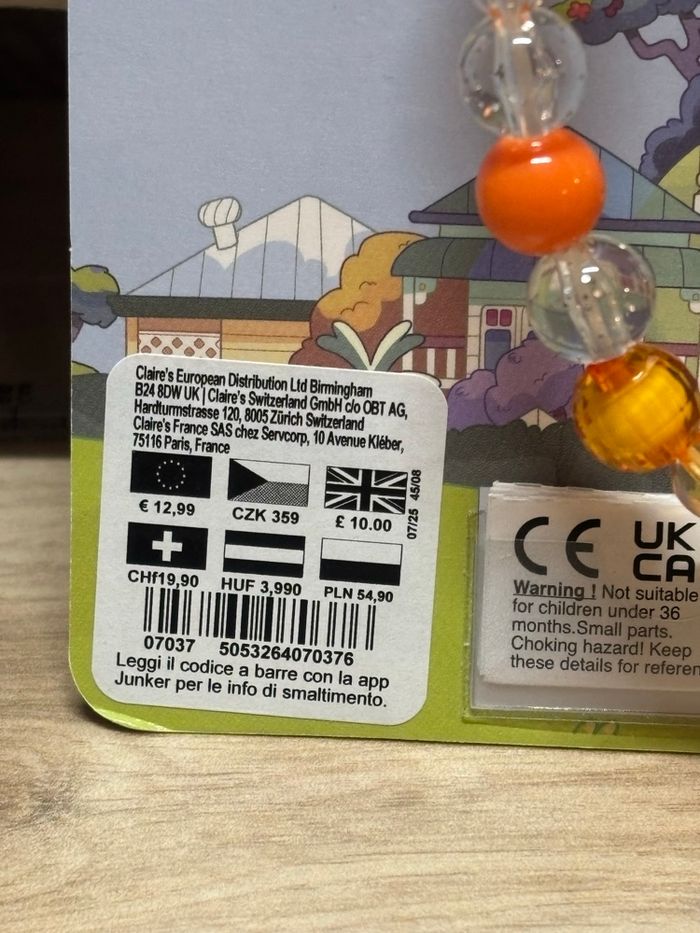 Claire's European Distribution Ltd Birmingham
B24 8DW UK | Claire's Switzerland GmbH c/o OBT AG,
Hardturmstrasse 120, 8005 Zürich Switzerland
Claire's France SAS chez Servcorp, 10 Avenue Kléber,
75116 Paris, France
€ 12,99 CZK 359 £ 10.00
07/25 45/08
CHf19,90 HUF 3,990 PLN 54,90
07037 5053264070376
Leggi il codice a barre con la app
Junker per le info di smaltimento.
CE UK
CA
Warning ! Not suitable
for children under 36
months.Small parts.
Choking hazard! Keep
these details for referen